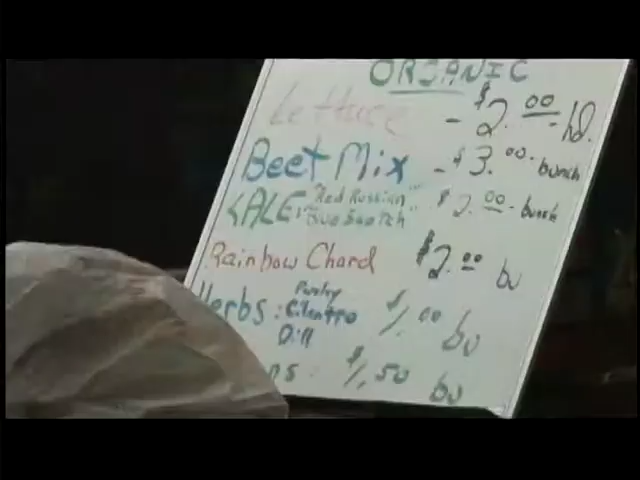 ORGANIC
Lettuce - $2.00 - hd.
Beet Mix - $3.00 - bunch
KALE: "Red Russian" $2.00 - bunch
"Blue Scotch"
Rainbow Chard $2.00 bu
Herbs: Parsley
Cilantro $1.00 bu
Dill
$1.50 bu